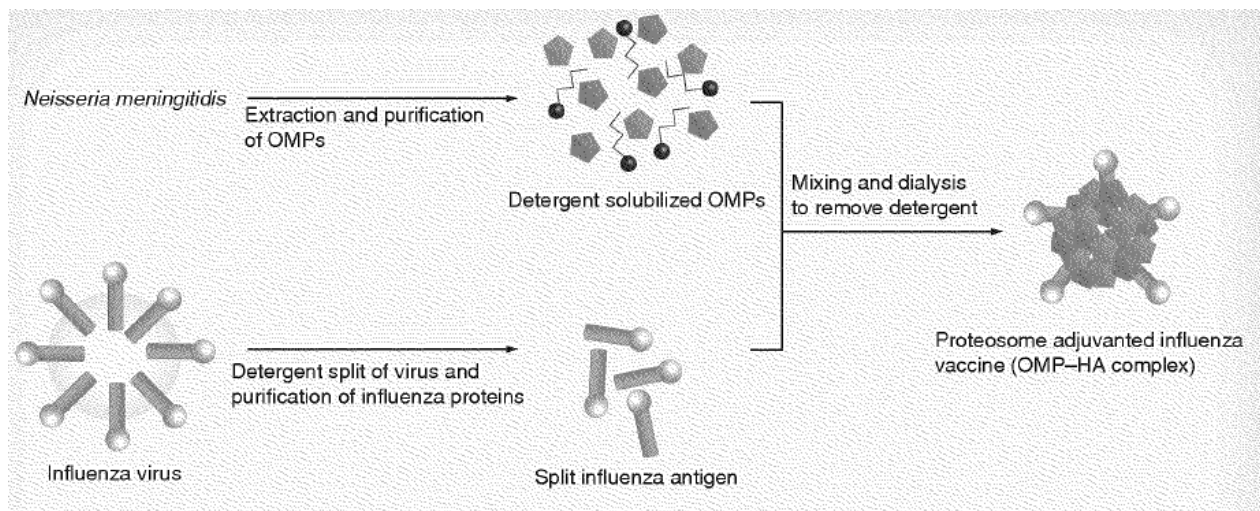 Neisseria meningitidis
Extraction and purification
of OMPs
Detergent solubilized OMPs
Mixing and dialysis
to remove detergent
Proteosome adjuvanted influenza
vaccine (OMP–HA complex)
Detergent split of virus and
purification of influenza proteins
Influenza virus
Split influenza antigen